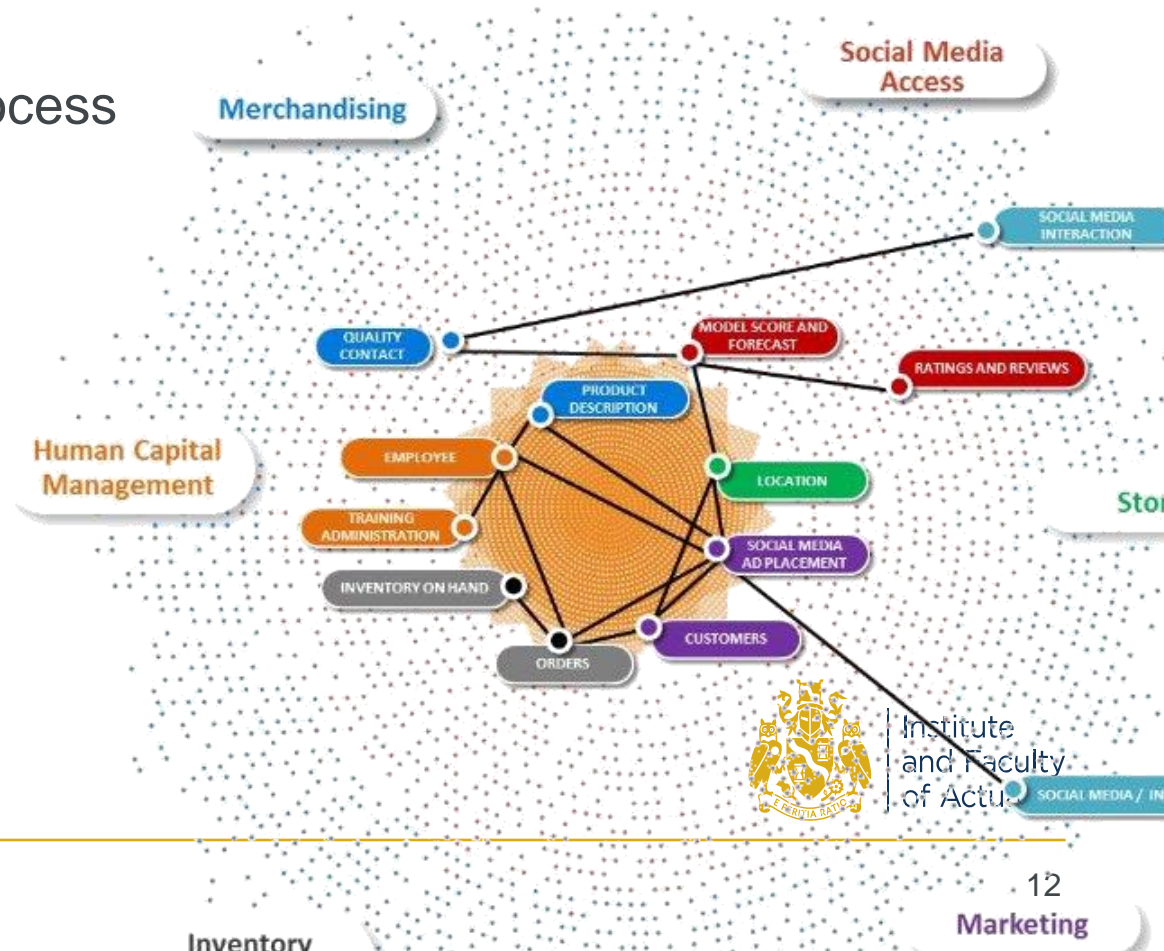 ocess
Merchandising
Social Media
Access
SOCIAL MEDIA
INTERACTION
QUALITY
CONTACT
MODEL SCORE AND
FORECAST
RATINGS AND REVIEWS
PRODUCT
DESCRIPTION
Human Capital
Management
EMPLOYEE
LOCATION
Stor
TRAINING
ADMINISTRATION
SOCIAL MEDIA
AD PLACEMENT
INVENTORY ON HAND
CUSTOMERS
ORDERS
Institute
and Faculty
of Actu
E PERITIA RATIO
SOCIAL MEDIA / IN
12
Marketing
Inventory